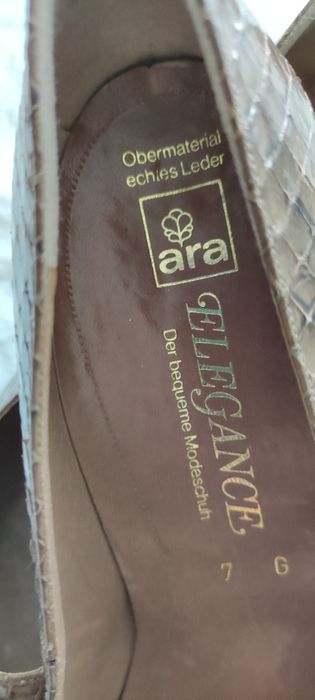 Obermaterial
echtes Leder
ara
ELEGANCE
Der bequeme Modeschuh
7 G